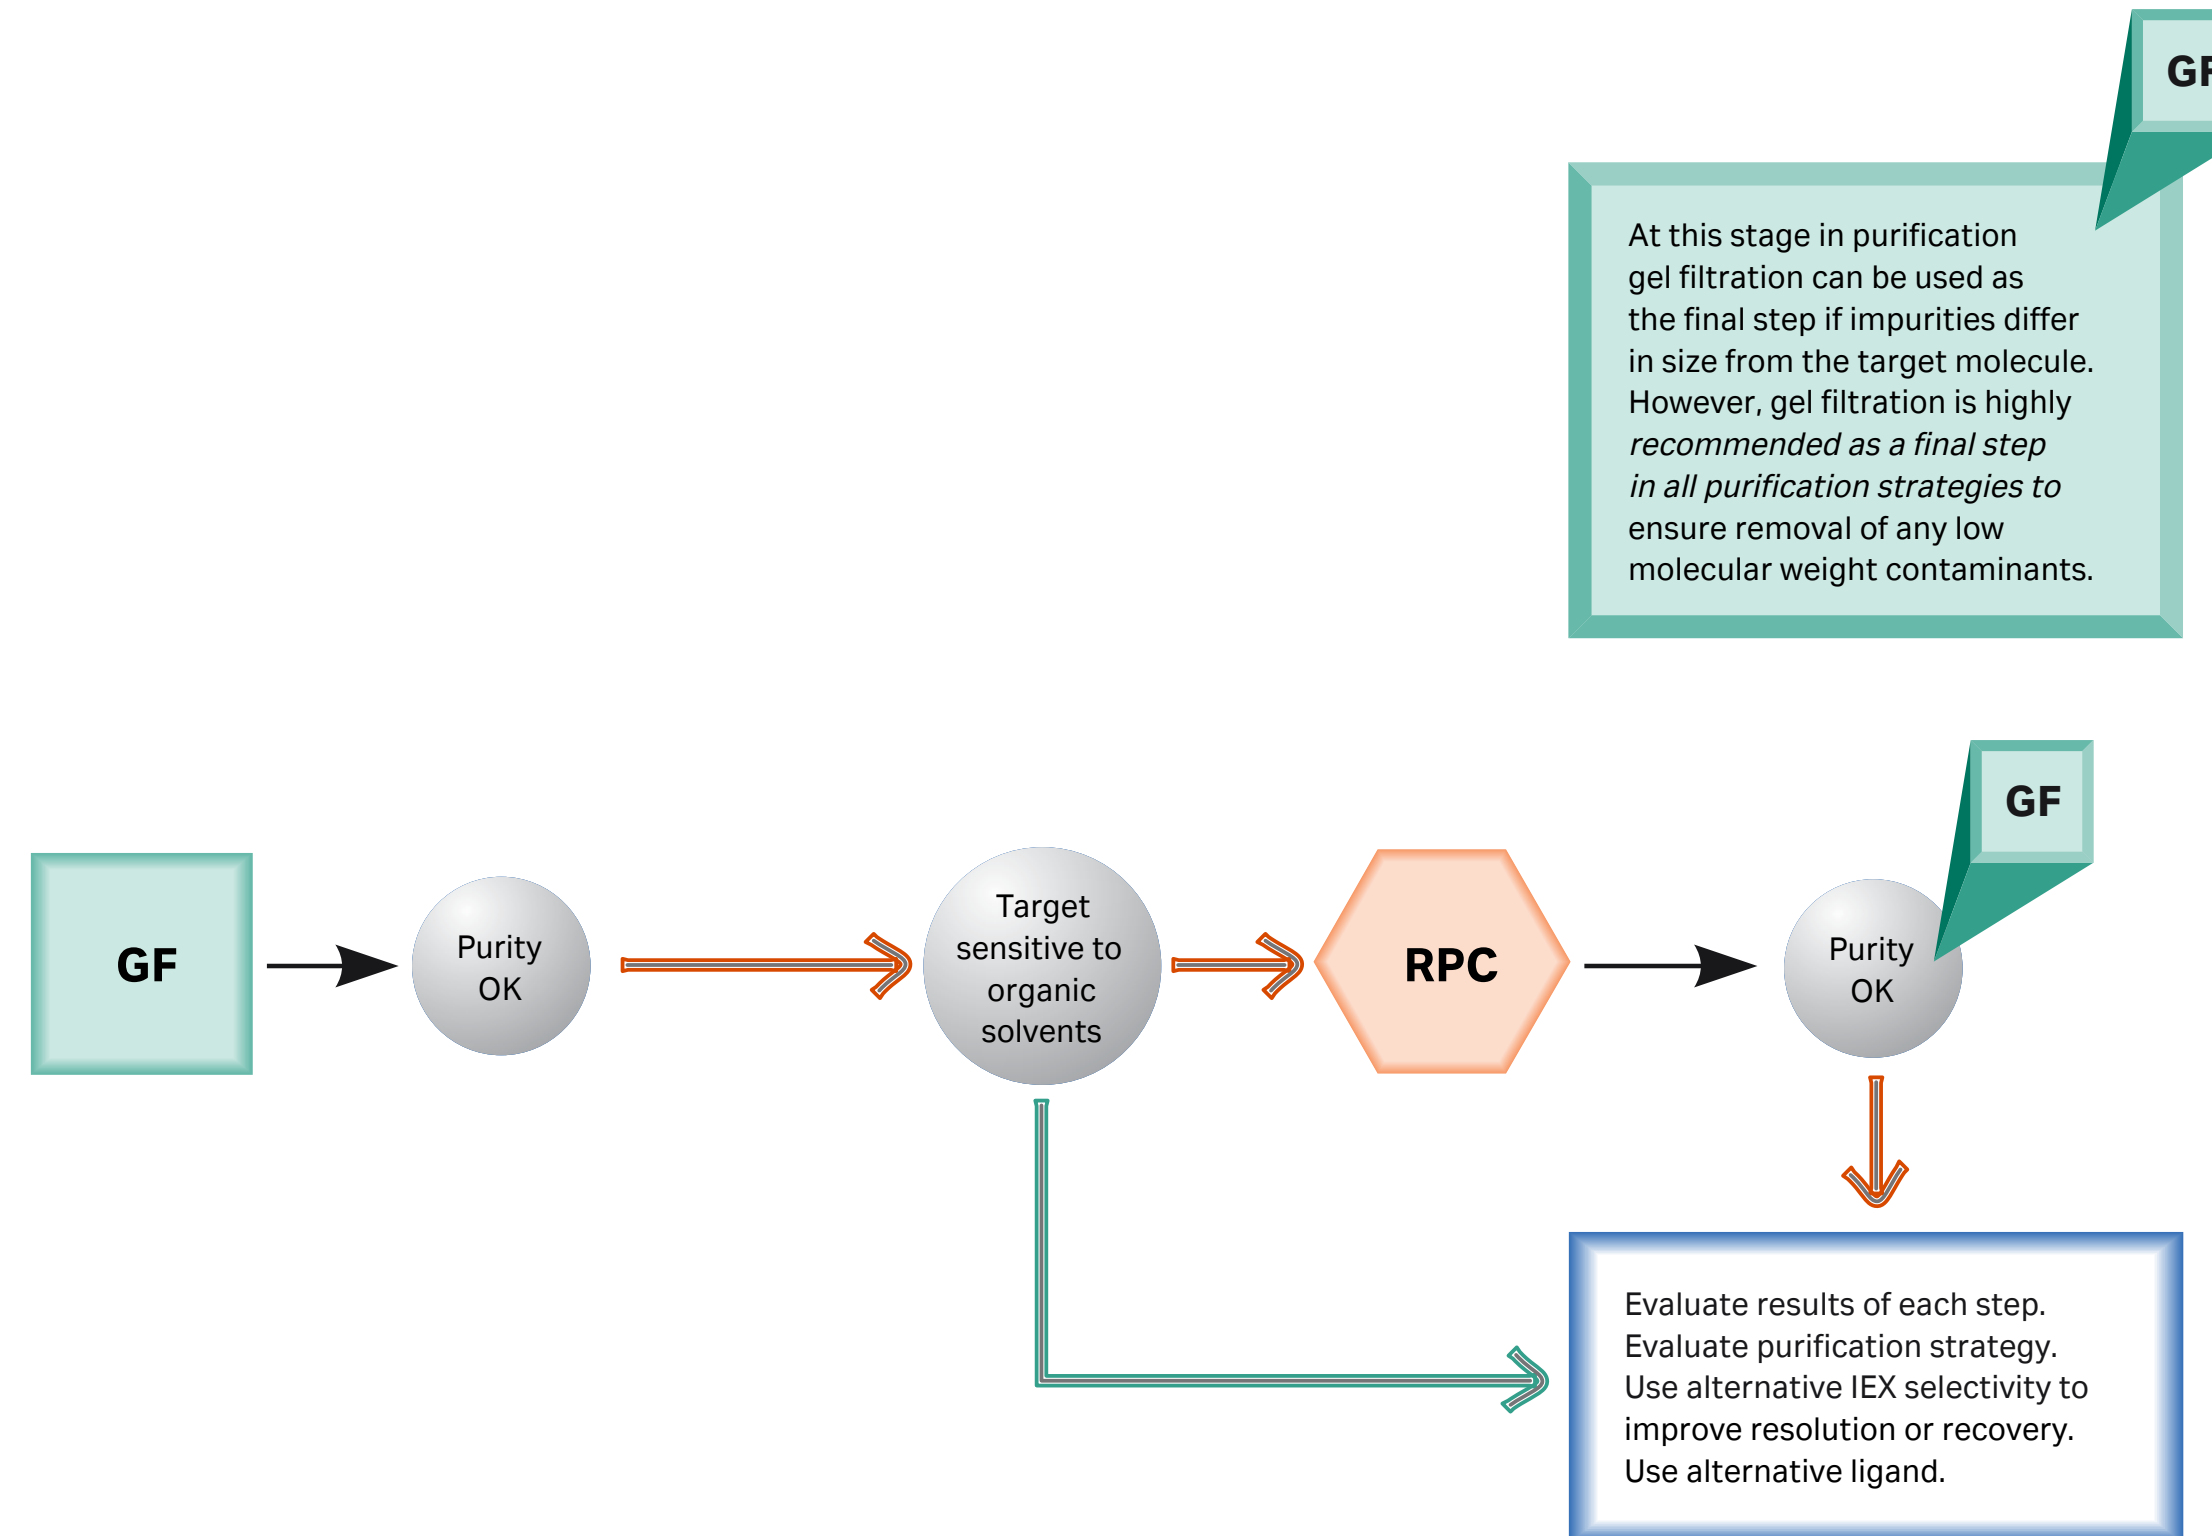 GF
At this stage in purification
gel filtration can be used as
the final step if impurities differ
in size from the target molecule.
However, gel filtration is highly
recommended as a final step
in all purification strategies to
ensure removal of any low
molecular weight contaminants.
GF
GF
Purity
OK
Target
sensitive to
organic
solvents
RPC
Purity
OK
Evaluate results of each step.
Evaluate purification strategy.
Use alternative IEX selectivity to
improve resolution or recovery.
Use alternative ligand.